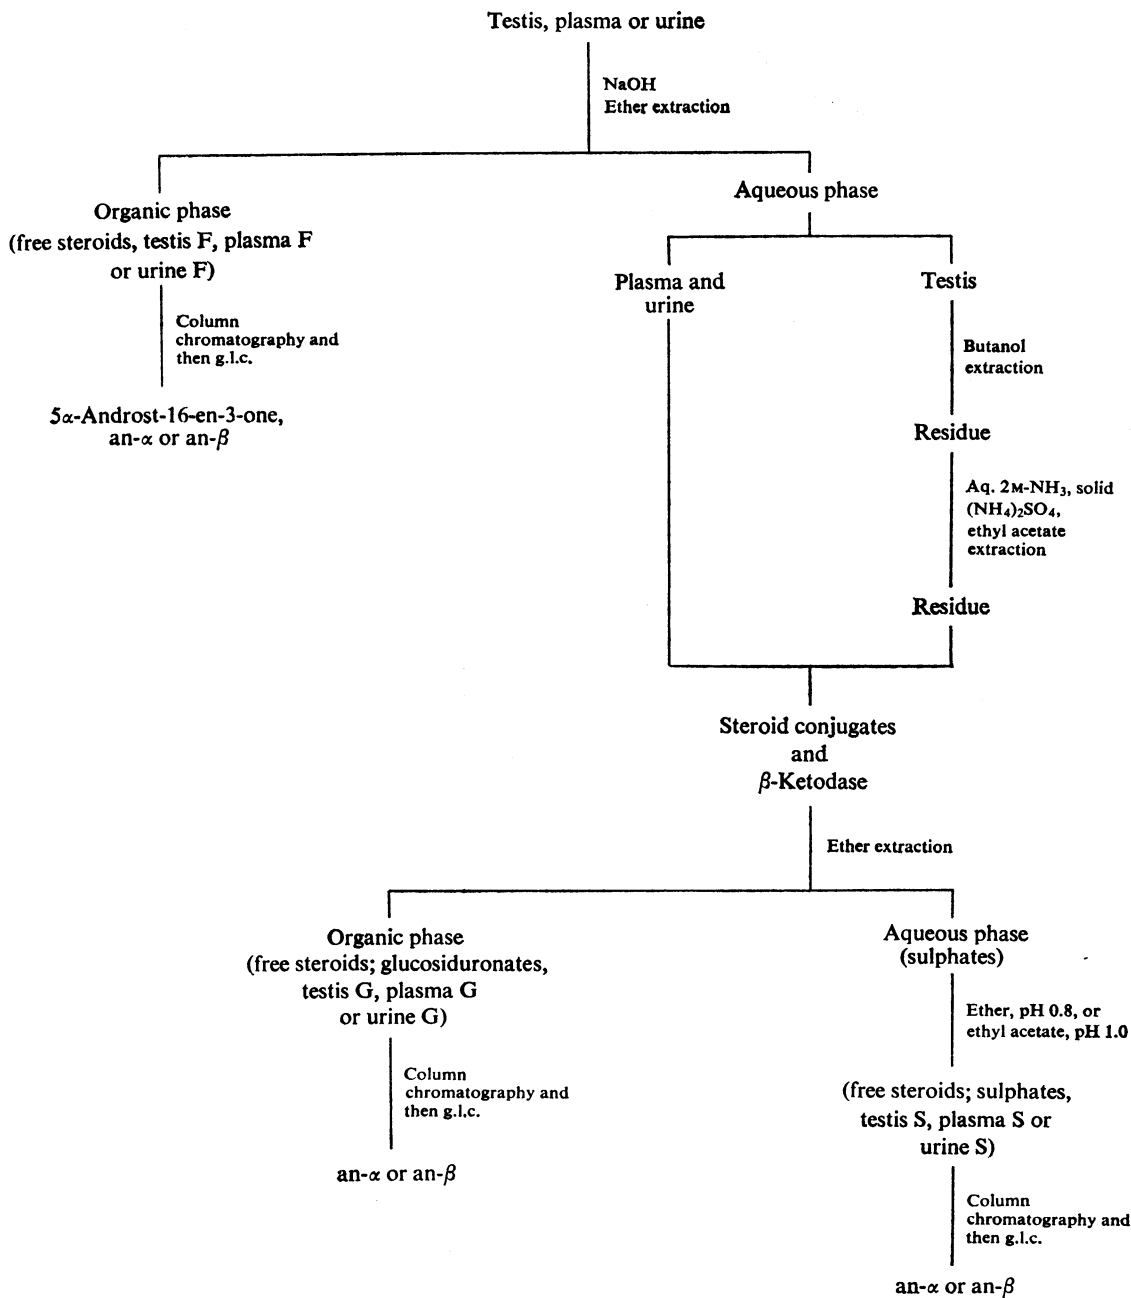 Testis, plasma or urine
NaOH
Ether extraction
Organic phase
(free steroids, testis F, plasma F
or urine F)
Column
chromatography and
then g.l.c.
5α-Androst-16-en-3-one,
an-α or an-β
Aqueous phase
Plasma and
urine
Testis
Butanol
extraction
Residue
Aq. 2M-NH₃, solid
(NH₄)₂SO₄,
ethyl acetate
extraction
Residue
Steroid conjugates
and
β-Ketodase
Ether extraction
Organic phase
(free steroids; glucosiduronates,
testis G, plasma G
or urine G)
Column
chromatography and
then g.l.c.
an-α or an-β
Aqueous phase
(sulphates)
Ether, pH 0.8, or
ethyl acetate, pH 1.0
(free steroids; sulphates,
testis S, plasma S or
urine S)
Column
chromatography and
then g.l.c.
an-α or an-β